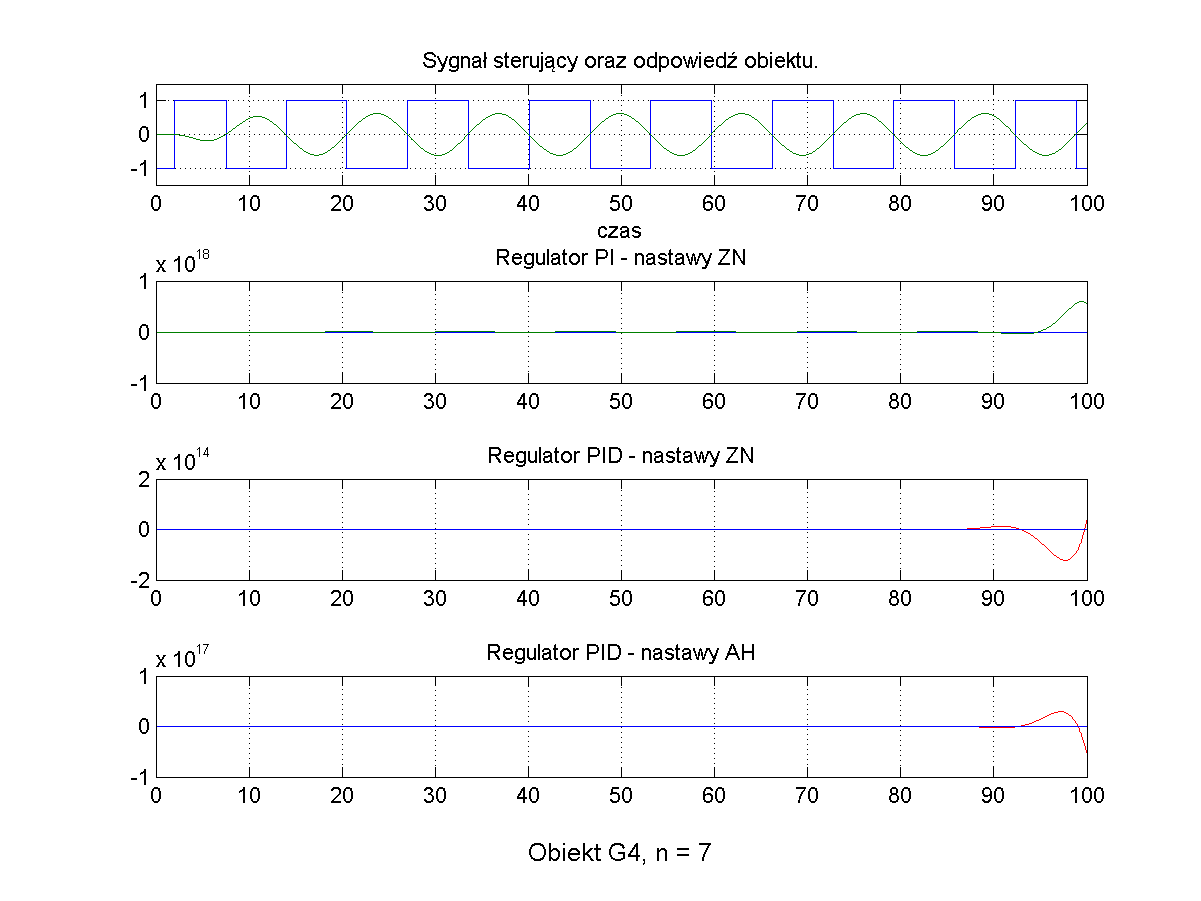 Sygnał sterujący oraz odpowiedź obiektu.
1
0
-1
0 10 20 30 40 50 60 70 80 90 100
czas
Regulator PI - nastawy ZN
x 10^18
1
0
-1
0 10 20 30 40 50 60 70 80 90 100
Regulator PID - nastawy ZN
x 10^14
2
0
-2
0 10 20 30 40 50 60 70 80 90 100
Regulator PID - nastawy AH
x 10^17
1
0
-1
0 10 20 30 40 50 60 70 80 90 100
Obiekt G4, n = 7